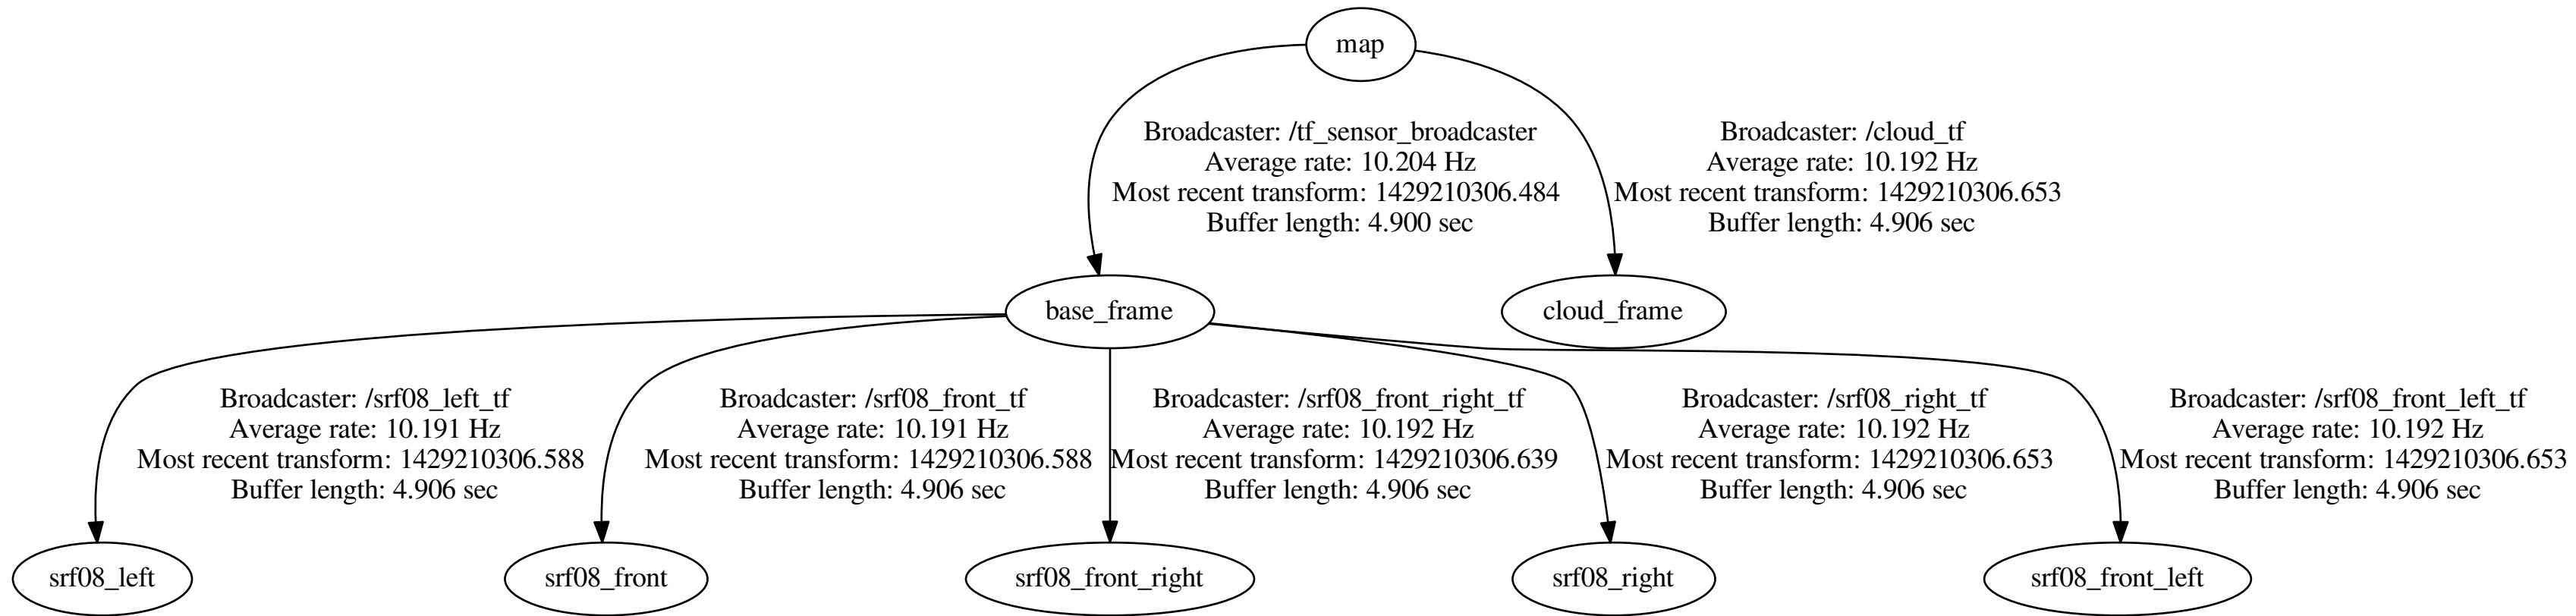 map
Broadcaster: /tf_sensor_broadcaster
Average rate: 10.204 Hz
Most recent transform: 1429210306.484
Buffer length: 4.900 sec
Broadcaster: /cloud_tf
Average rate: 10.192 Hz
Most recent transform: 1429210306.653
Buffer length: 4.906 sec
base_frame
cloud_frame
Broadcaster: /srf08_left_tf
Average rate: 10.191 Hz
Most recent transform: 1429210306.588
Buffer length: 4.906 sec
Broadcaster: /srf08_front_tf
Average rate: 10.191 Hz
Most recent transform: 1429210306.588
Buffer length: 4.906 sec
Broadcaster: /srf08_front_right_tf
Average rate: 10.192 Hz
Most recent transform: 1429210306.639
Buffer length: 4.906 sec
Broadcaster: /srf08_right_tf
Average rate: 10.192 Hz
Most recent transform: 1429210306.653
Buffer length: 4.906 sec
Broadcaster: /srf08_front_left_tf
Average rate: 10.192 Hz
Most recent transform: 1429210306.653
Buffer length: 4.906 sec
srf08_left
srf08_front
srf08_front_right
srf08_right
srf08_front_left